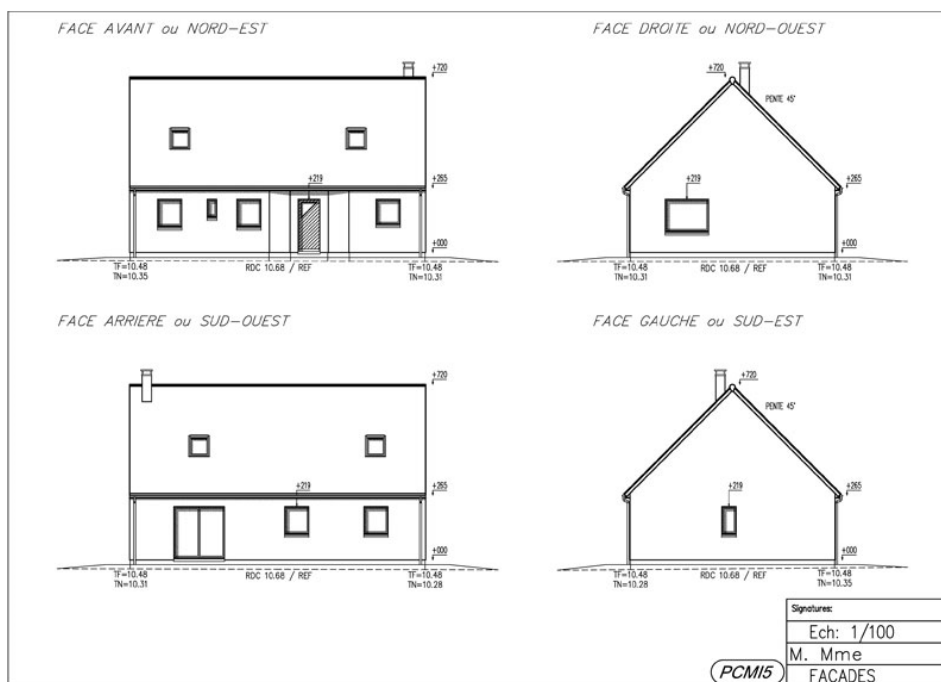 FACE AVANT ou NORD-EST
FACE DROITE ou NORD-OUEST
+720
+720
PENTE 45°
+219
+265
+219
+265
+000
+000
TF=10.48
TN=10.35
RDC 10.68 / REF
TF=10.48
TN=10.31
TF=10.48
TN=10.31
RDC 10.68 / REF
TF=10.48
TN=10.31
FACE ARRIERE ou SUD-OUEST
FACE GAUCHE ou SUD-EST
+720
+720
PENTE 45°
+219
+265
+219
+265
+000
+000
TF=10.48
TN=10.31
RDC 10.68 / REF
TF=10.48
TN=10.28
TF=10.48
TN=10.28
RDC 10.68 / REF
TF=10.48
TN=10.35
Signatures:
Ech: 1/100
M. Mme
PCMI5
FACADES